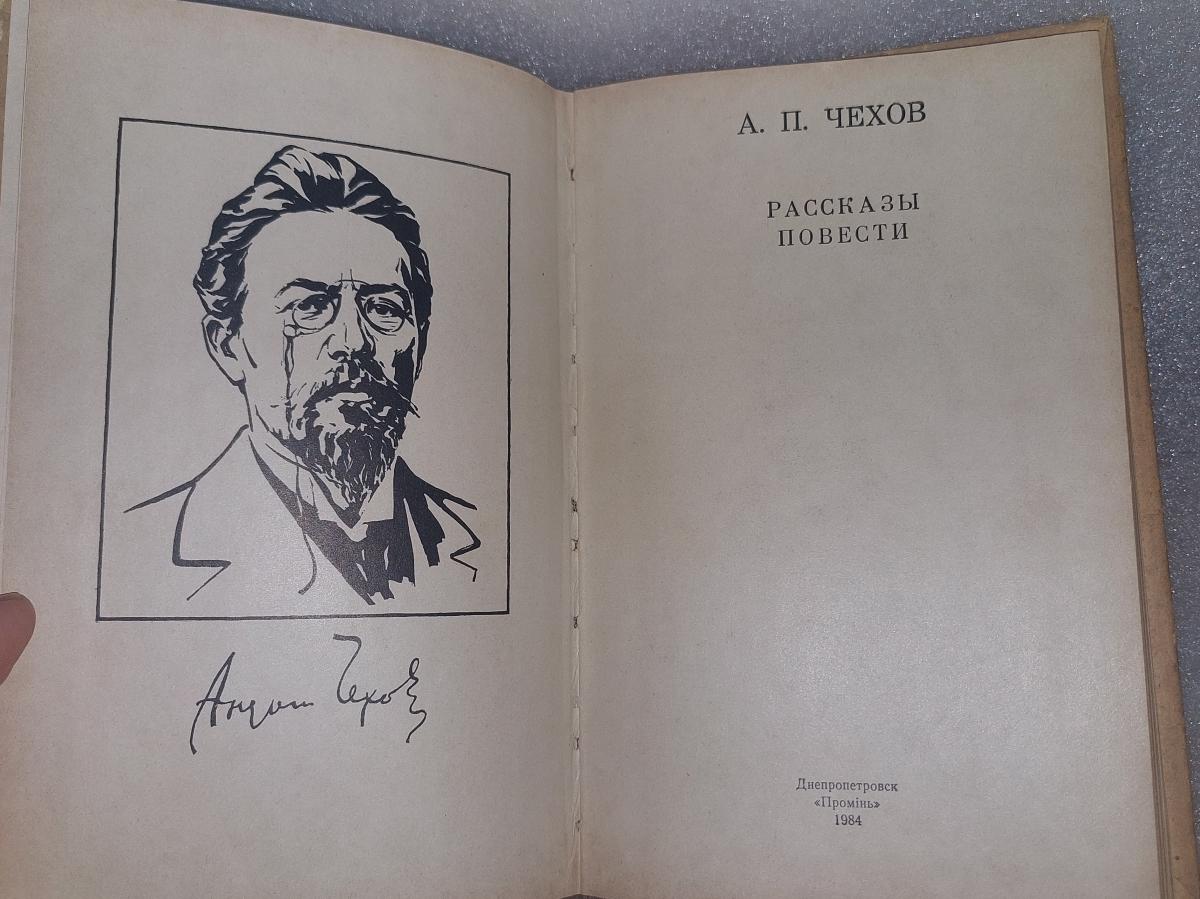 Антон Чехов
А. П. ЧЕХОВ
РАССКАЗЫ
ПОВЕСТИ
Днепропетровск
«Промінь»
1984